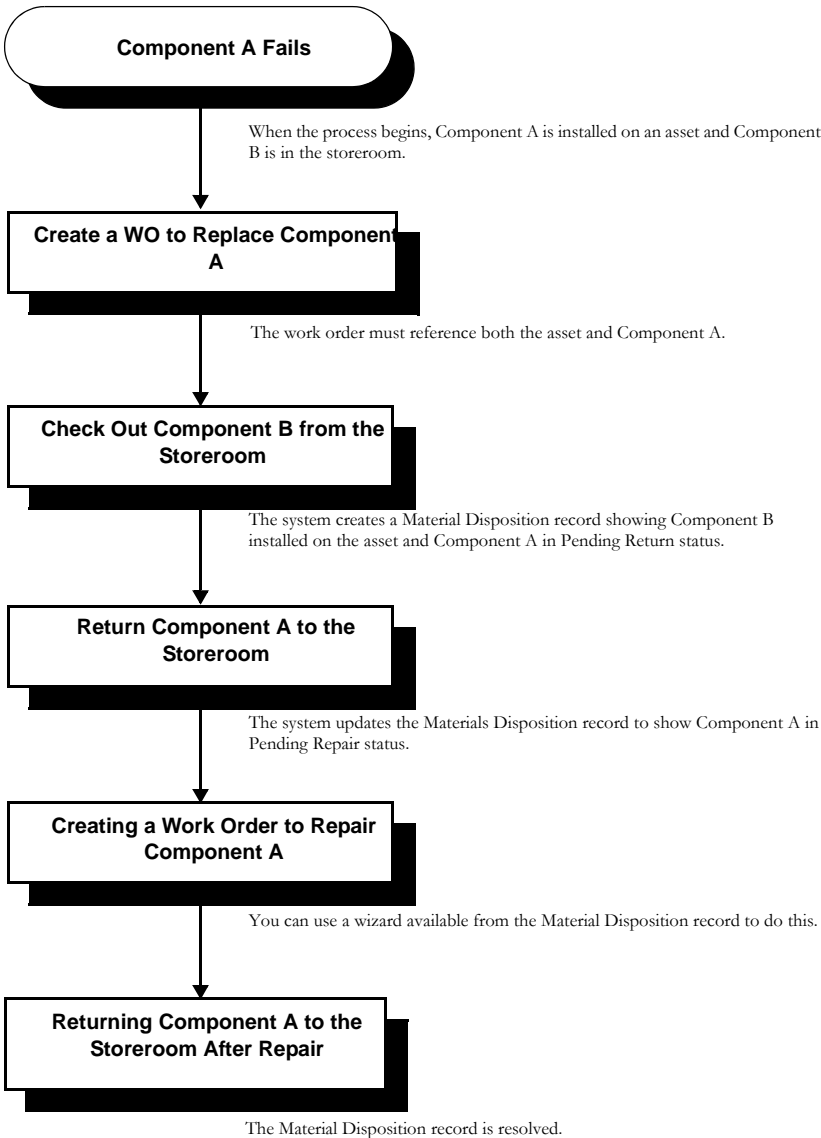 Component A Fails
When the process begins, Component A is installed on an asset and Component
B is in the storeroom.
Create a WO to Replace Component
A
The work order must reference both the asset and Component A.
Check Out Component B from the
Storeroom
The system creates a Material Disposition record showing Component B
installed on the asset and Component A in Pending Return status.
Return Component A to the
Storeroom
The system updates the Materials Disposition record to show Component A in
Pending Repair status.
Creating a Work Order to Repair
Component A
You can use a wizard available from the Material Disposition record to do this.
Returning Component A to the
Storeroom After Repair
The Material Disposition record is resolved.